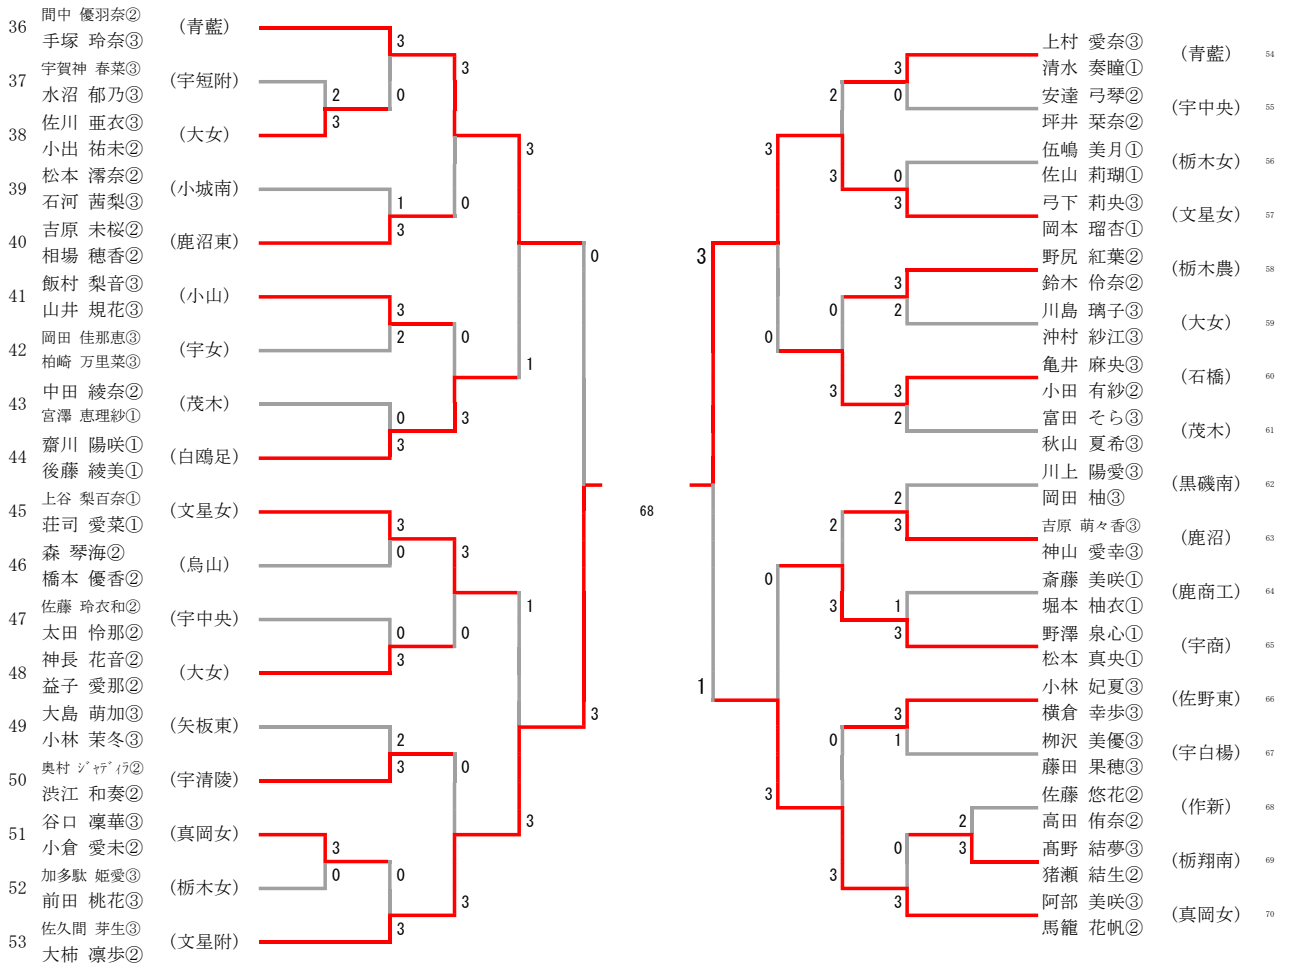 36 間中 優羽奈② 手塚 玲奈③ (青藍)
37 宇賀神 春菜③ 水沼 郁乃③ (宇短附)
38 佐川 亜衣③ 小出 祐未② (大女)
39 松本 澪奈② 石河 茜梨③ (小城南)
40 吉原 未桜② 相場 穂香② (鹿沼東)
41 飯村 梨音③ 山井 規花③ (小山)
42 岡田 佳那恵③ 柏崎 万里菜③ (宇女)
43 中田 綾奈② 宮澤 恵理紗① (茂木)
44 齋川 陽咲① 後藤 綾美① (白鴎足)
45 上谷 梨百奈① 荘司 愛菜① (文星女)
46 森 琴海② 橋本 優香② (烏山)
47 佐藤 玲衣和② 太田 怜那② (宇中央)
48 神長 花音② 益子 愛那② (大女)
49 大島 萌加③ 小林 茉冬③ (矢板東)
50 奥村 ジャディラ② 渋江 和奏② (宇清陵)
51 谷口 凜華③ 小倉 愛未② (真岡女)
52 加多駄 姫愛③ 前田 桃花③ (栃木女)
53 佐久間 芽生③ 大柿 凛歩② (文星附)
3
2
0
3
3
1
0
3
3
3
2
0
1
0
3
3
0
3
0
3
1
0
0
3
3
2
3
0
3
3
0
0
3
3
68
上村 愛奈③ 清水 奏瞳① (青藍) 54
安達 弓琴② 坪井 栞奈② (宇中央) 55
伍嶋 美月① 佐山 莉瑚① (栃木女) 56
弓下 莉央③ 岡本 瑠杏① (文星女) 57
野尻 紅葉② 鈴木 伶奈② (栃木農) 58
川島 璃子③ 沖村 紗江③ (大女) 59
亀井 麻央③ 小田 有紗② (石橋) 60
富田 そら③ 秋山 夏希③ (茂木) 61
川上 陽愛③ 岡田 柚③ (黒磯南) 62
吉原 萌々香③ 神山 愛幸③ (鹿沼) 63
斎藤 美咲① 堀本 柚衣① (鹿商工) 64
野澤 泉心① 松本 真央① (宇商) 65
小林 妃夏③ 横倉 幸歩③ (佐野東) 66
栁沢 美優③ 藤田 果穂③ (宇白楊) 67
佐藤 悠花② 高田 侑奈② (作新) 68
髙野 結夢③ 猪瀬 結生② (栃翔南) 69
阿部 美咲③ 馬籠 花帆② (真岡女) 70
3
2
0
3
3
0
3
3
3
0
2
0
3
3
2
2
2
3
0
3
1
3
1
3
0
1
3
2
0
3
3
3